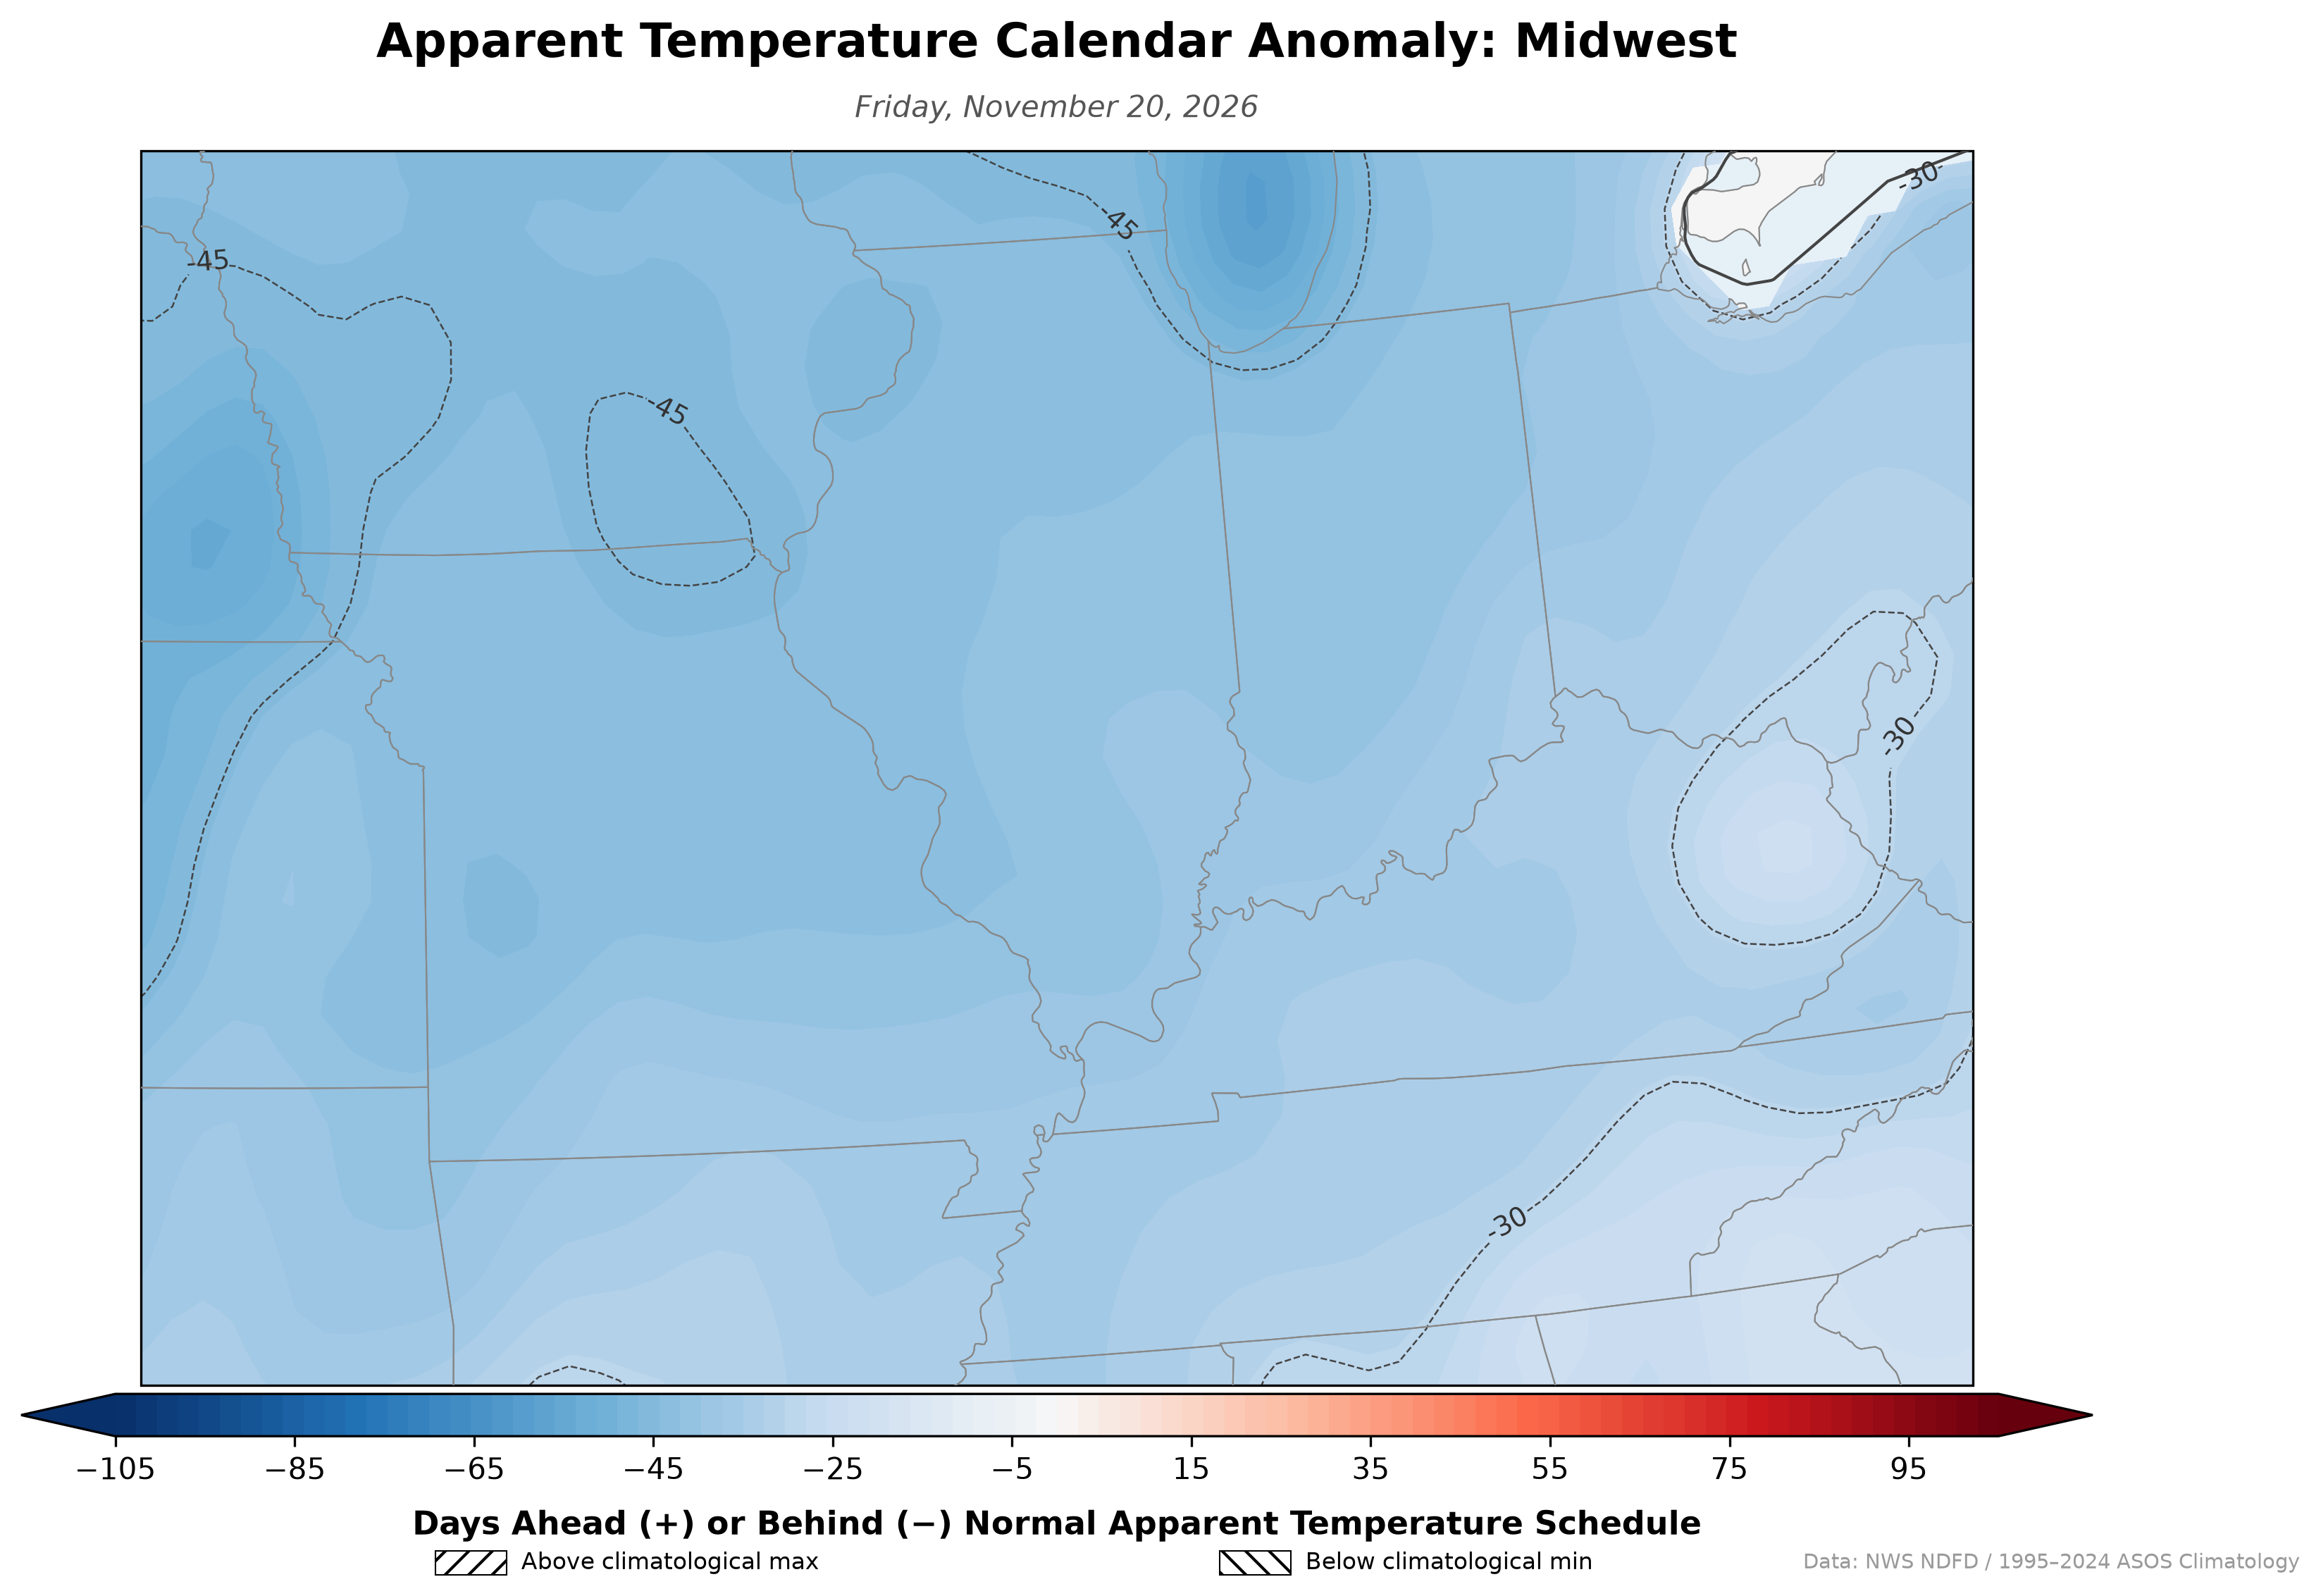 Apparent Temperature Calendar Anomaly: Midwest
Friday, November 20, 2026
-30
45
-45
45
-30
-30
−105 −85 −65 −45 −25 −5 15 35 55 75 95
Days Ahead (+) or Behind (−) Normal Apparent Temperature Schedule
Above climatological max
Below climatological min
Data: NWS NDFD / 1995–2024 ASOS Climatology